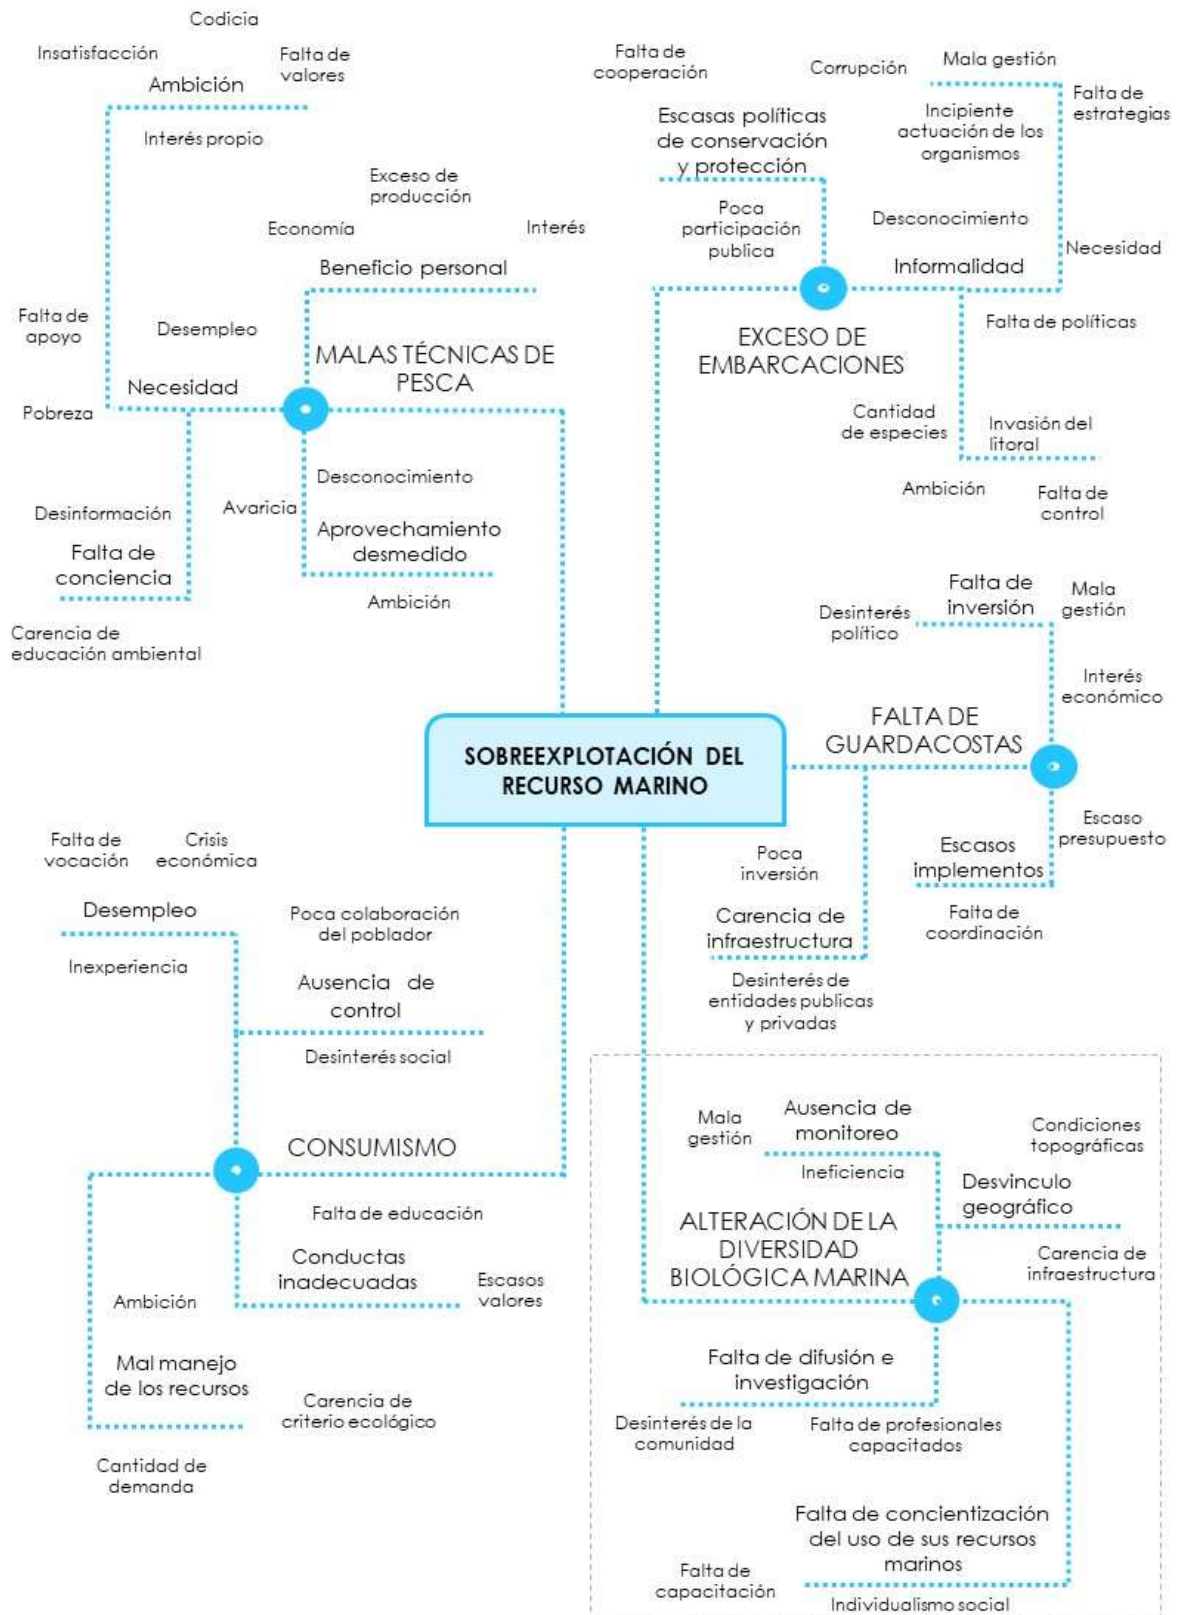 Codicia
Insatisfacción
Falta de
valores
Ambición
Interés propio
Exceso de
producción
Economía
Interés
Beneficio personal
Falta de
apoyo
Desempleo
MALAS TÉCNICAS DE
PESCA
Necesidad
Pobreza
Desconocimiento
Avaricia
Desinformación
Aprovechamiento
desmedido
Falta de
conciencia
Ambición
Carencia de
educación ambiental
Falta de
cooperación
Corrupción
Mala gestión
Falta de
estrategias
Escasas políticas
de conservación
y protección
Incipiente
actuación de los
organismos
Poca
participación
publica
Desconocimiento
Necesidad
Informalidad
EXCESO DE
EMBARCACIONES
Falta de políticas
Cantidad
de especies
Invasión del
litoral
Ambición
Falta de
control
Falta de
inversión
Mala
gestión
Desinterés
político
Interés
económico
FALTA DE
GUARDACOSTAS
SOBREEXPLOTACIÓN DEL
RECURSO MARINO
Escaso
presupuesto
Escasos
implementos
Poca
inversión
Carencia de
infraestructura
Falta de
coordinación
Desinterés de
entidades publicas
y privadas
Falta de
vocación
Crisis
económica
Desempleo
Poca colaboración
del poblador
Inexperiencia
Ausencia de
control
Desinterés social
CONSUMISMO
Falta de educación
Conductas
inadecuadas
Escasos
valores
Ambición
Mal manejo
de los recursos
Carencia de
criterio ecológico
Cantidad de
demanda
Mala
gestión
Ausencia de
monitoreo
Condiciones
topográficas
Ineficiencia
Desvinculo
geográfico
ALTERACIÓN DE LA
DIVERSIDAD
BIOLÓGICA MARINA
Carencia de
infraestructura
Falta de difusión e
investigación
Desinterés de la
comunidad
Falta de profesionales
capacitados
Falta de concientización
del uso de sus recursos
marinos
Falta de
capacitación
Individualismo social